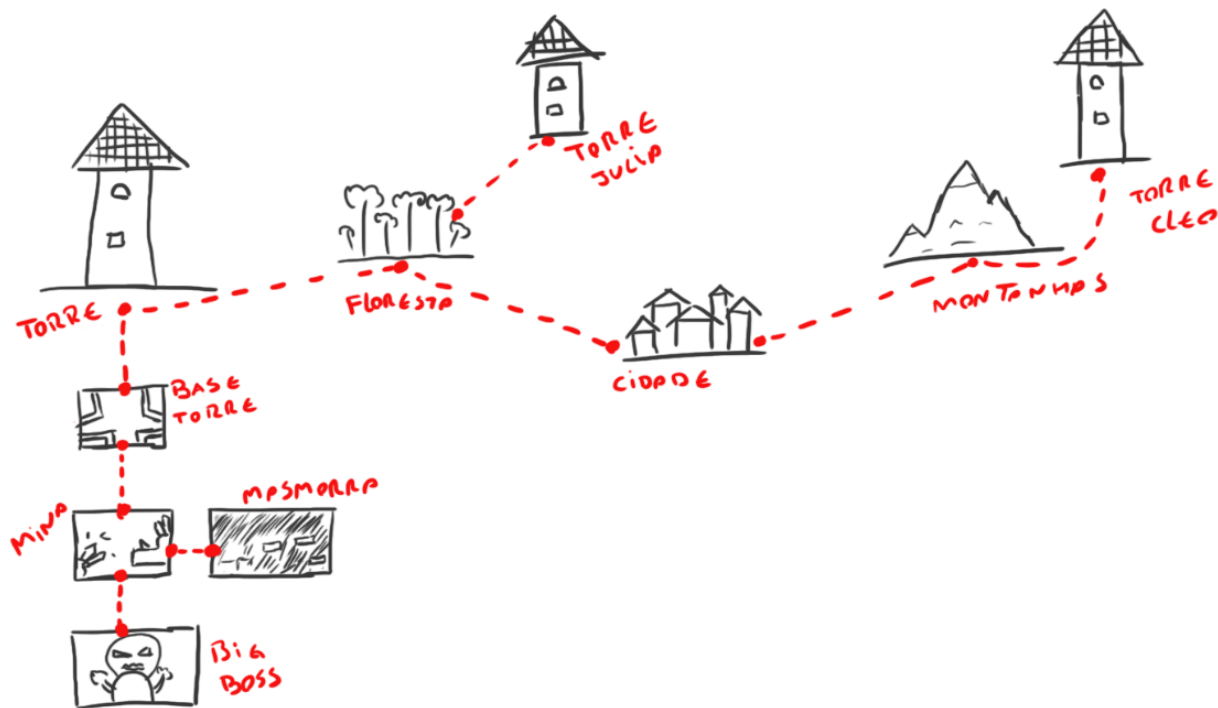 TORRE
JULIA
TORRE
CLEO
TORRE
FLORESTA
MONTANHAS
CIDADE
BASE
TORRE
MINA
MASMORRA
BIG
BOSS